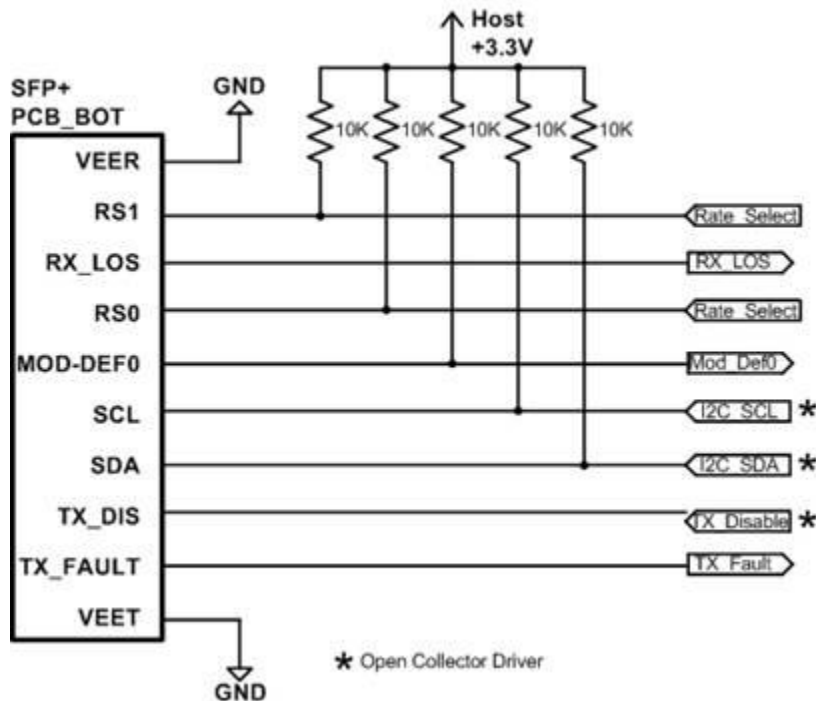 Host
+3.3V
SFP+
PCB_BOT
GND
10K
10K
10K
10K
10K
VEER
RS1
Rate_Select
RX_LOS
RX_LOS
RS0
Rate_Select
MOD-DEF0
Mod_Def0
SCL
I2C_SCL *
SDA
I2C_SDA *
TX_DIS
TX_Disable *
TX_FAULT
TX_Fault
VEET
* Open Collector Driver
GND